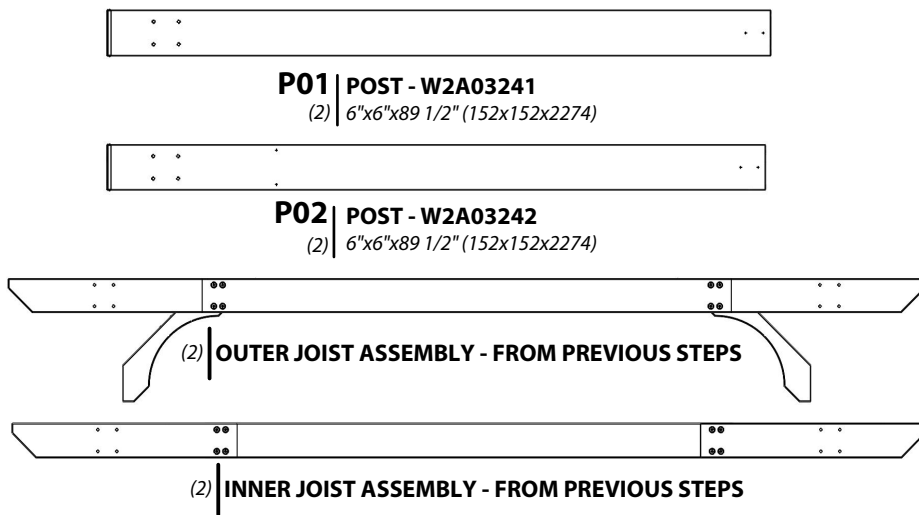 P01 POST - W2A03241
(2) 6"x6"x89 1/2" (152x152x2274)
P02 POST - W2A03242
(2) 6"x6"x89 1/2" (152x152x2274)
(2) OUTER JOIST ASSEMBLY - FROM PREVIOUS STEPS
(2) INNER JOIST ASSEMBLY - FROM PREVIOUS STEPS